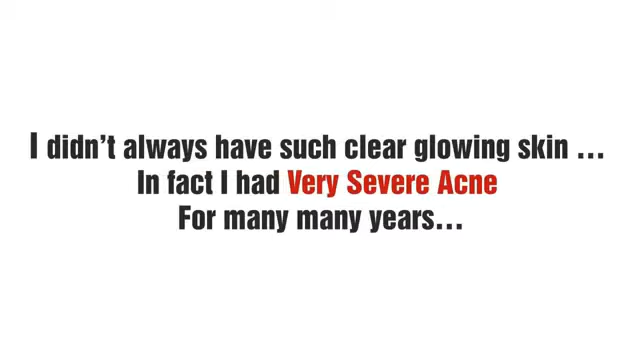 I didn't always have such clear glowing skin ...
In fact I had Very Severe Acne
For many many years...